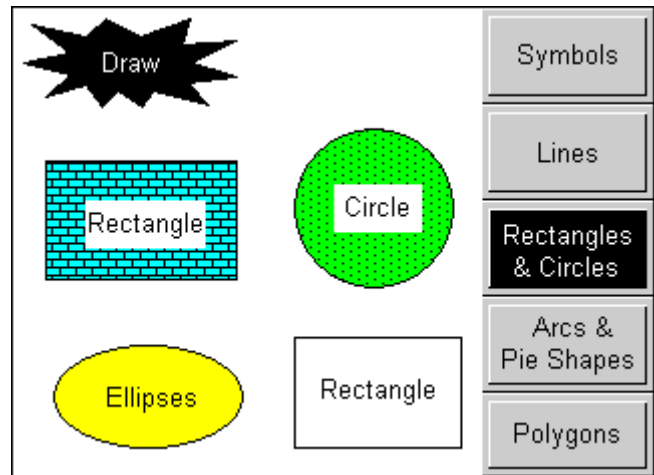 Draw
Rectangle
Circle
Ellipses
Rectangle
Symbols
Lines
Rectangles
& Circles
Arcs &
Pie Shapes
Polygons